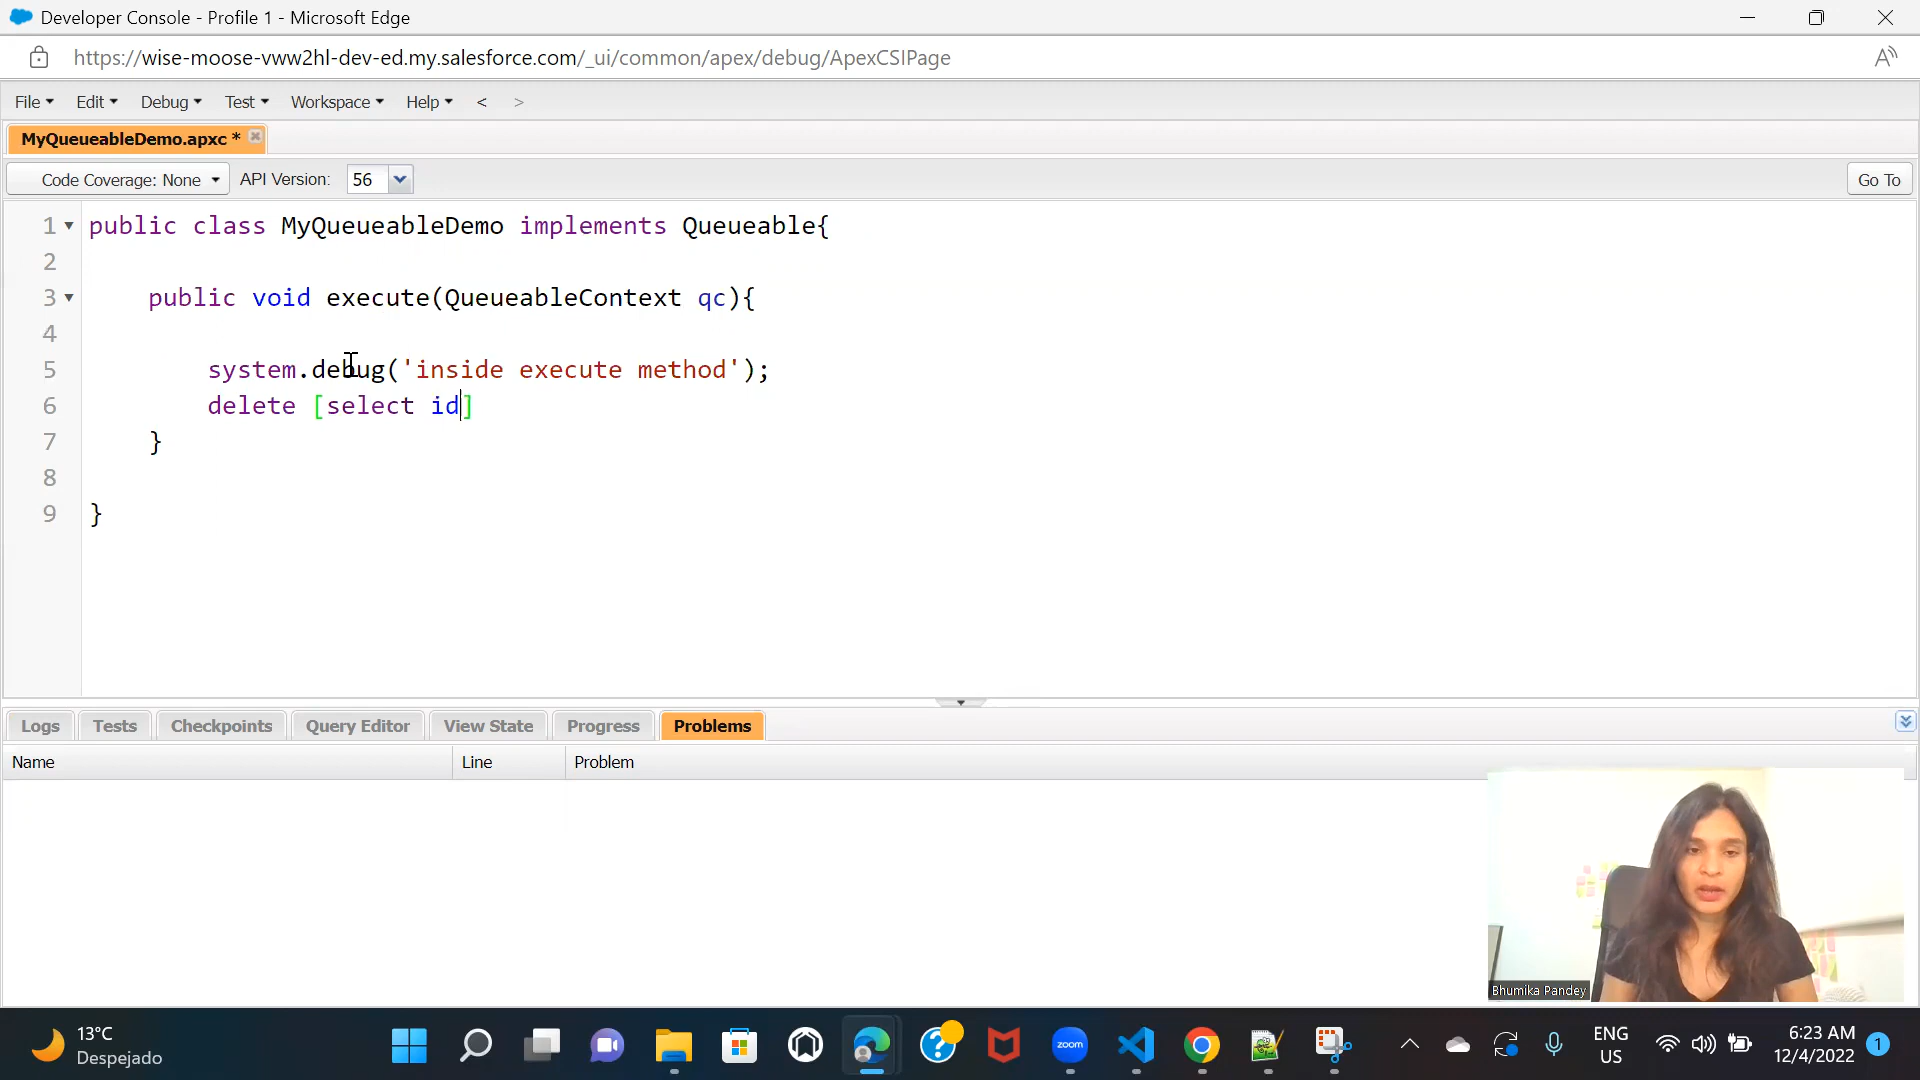 Developer Console - Profile 1 - Microsoft Edge
https://wise-moose-vww2hl-dev-ed.my.salesforce.com/_ui/common/apex/debug/ApexCSIPage
File Edit Debug Test Workspace Help < >
MyQueueableDemo.apxc *
Code Coverage: None API Version: 56 Go To
1 public class MyQueueableDemo implements Queueable{
2
3 public void execute(QueueableContext qc){
4
5 system.debug('inside execute method');
6 delete [select id]
7 }
8
9 }
Logs Tests Checkpoints Query Editor View State Progress Problems
Name Line Problem
Bhumika Pandey
13°C
Despejado
zoom
ENG
US
6:23 AM
12/4/2022
1